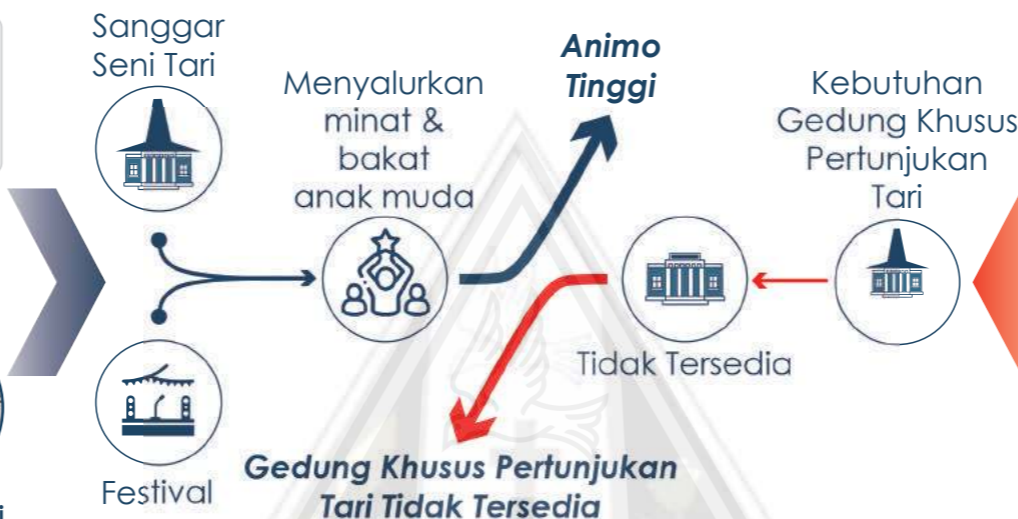 Sanggar
Seni Tari
Menyalurkan
minat &
bakat
anak muda
Animo
Tinggi
Kebutuhan
Gedung Khusus
Pertunjukan
Tari
Tidak Tersedia
Festival
Gedung Khusus Pertunjukan
Tari Tidak Tersedia